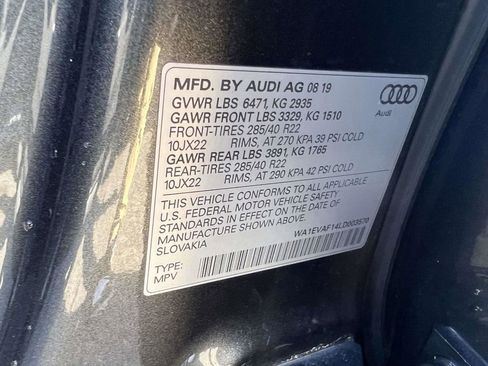 MFD. BY AUDI AG 08 19
GVWR LBS 6471, KG 2935
GAWR FRONT LBS 3329, KG 1510
FRONT-TIRES 285/40 R22
10JX22 RIMS, AT 270 KPA 39 PSI COLD
GAWR REAR LBS 3891, KG 1765
REAR-TIRES 285/40 R22
10JX22 RIMS, AT 290 KPA 42 PSI COLD
THIS VEHICLE CONFORMS TO ALL APPLICABLE
U.S. FEDERAL MOTOR VEHICLE SAFETY
STANDARDS IN EFFECT ON THE DATE OF
MANUFACTURE SHOWN ABOVE.
SLOVAKIA
WA1EVAF14LD003570
TYPE:
MPV
Audi